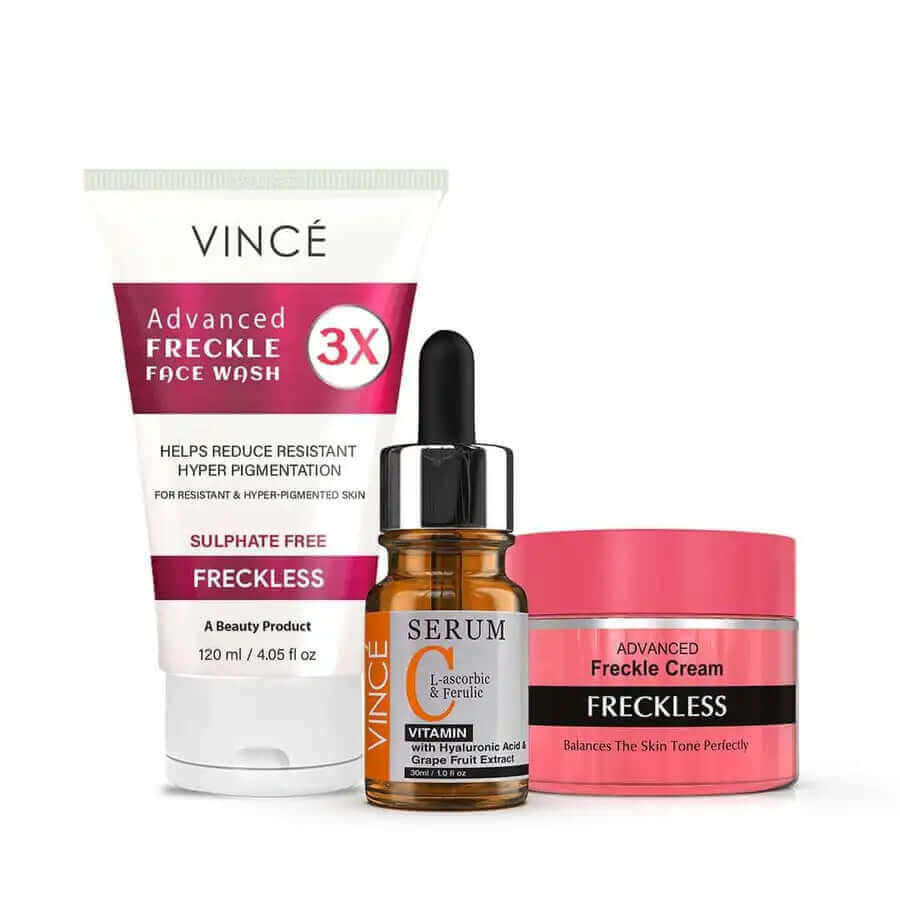 VINCÉ
Advanced
FRECKLE
FACE WASH
3X
HELPS REDUCE RESISTANT
HYPER PIGMENTATION
FOR RESISTANT & HYPER-PIGMENTED SKIN
SULPHATE FREE
FRECKLESS
A Beauty Product
120 ml / 4.05 fl oz
VINCÉ
SERUM
C
L-ascorbic
& Ferulic
VITAMIN
with Hyaluronic Acid &
Grape Fruit Extract
30ml / 1.0 fl oz
ADVANCED
Freckle Cream
FRECKLESS
Balances The Skin Tone Perfectly